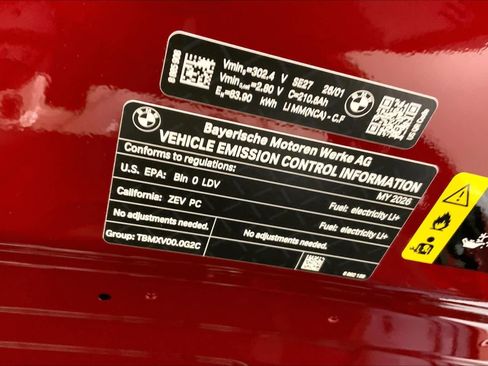 Vmin,=302.4 V SE27 26/01
=2.80 V C=210.6Ah
=63.90 kWh LI MM(NCA) - C.F
BMW
Bayerische Motoren Werke AG
VEHICLE EMISSION CONTROL INFORMATION
Conforms to regulations:
MY 2026
U.S. EPA: Bin 0 LDV
Fuel: electricity Li+
California: ZEV PC
Fuel: electricity Li+
No adjustments needed.
No adjustments needed.
Group: TBMXV00.0G2C